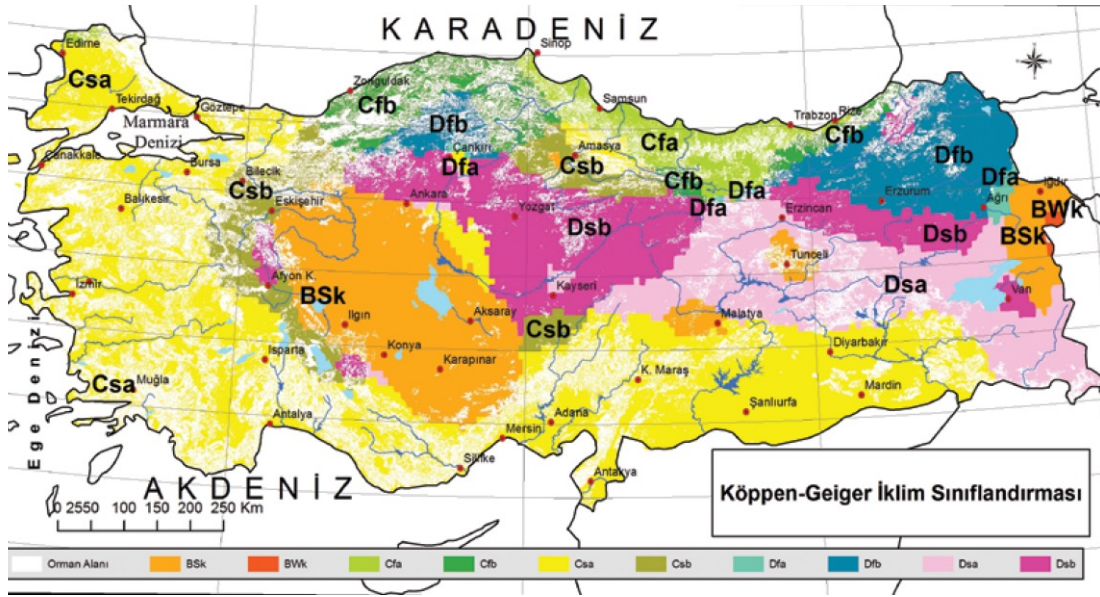 KARADENİZ
Edirne
Sinop
Csa
Zonguldak
Cfb
Tekirdağ
Göztepe
Samsun
Marmara
Denizi
Trabzon
Rize
Dfb
Cfa
Cfb
Dfb
Çanakkale
Bursa
Çankırı
Amasya
Dfa
Csb
Bilecik
Csb
Cfb
Dfa
Dfa
Iğdır
Balıkesir
Eskişehir
Ankara
Yozgat
Dfa
Erzincan
Erzurum
Ağrı
BWk
Dsb
Dsb
BSk
Tunceli
İzmir
Afyon K.
BSk
Kayseri
Dsa
Van
Ilgın
Aksaray
Csb
Malatya
Isparta
Konya
Karapınar
Diyarbakır
Csa
Muğla
K. Maraş
Mardin
Antalya
Adana
Şanlıurfa
Mersin
Silifke
Antakya
Ege Denizi
AKDENİZ
0 2550 100 150 200 250 Km
Köppen-Geiger İklim Sınıflandırması
Orman Alanı BSk BWk Cfa Cfb Csa Csb Dfa Dfb Dsa Dsb